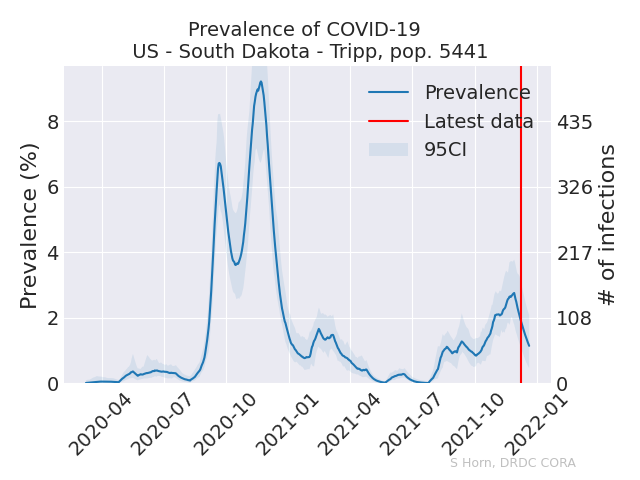 Prevalence of COVID-19
US - South Dakota - Tripp, pop. 5441
Prevalence
Latest data
95CI
Prevalence (%)
8
6
4
2
0
435
326
217
108
0
# of infections
2020-04
2020-07
2020-10
2021-01
2021-04
2021-07
2021-10
2022-01
S Horn, DRDC CORA